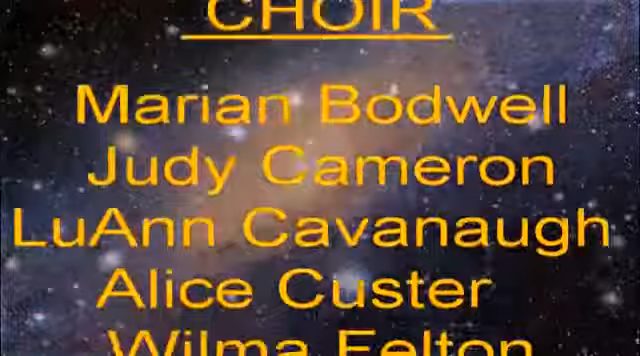 CHOIR
Marian Bodwell
Judy Cameron
LuAnn Cavanaugh
Alice Custer
Wilma Felton